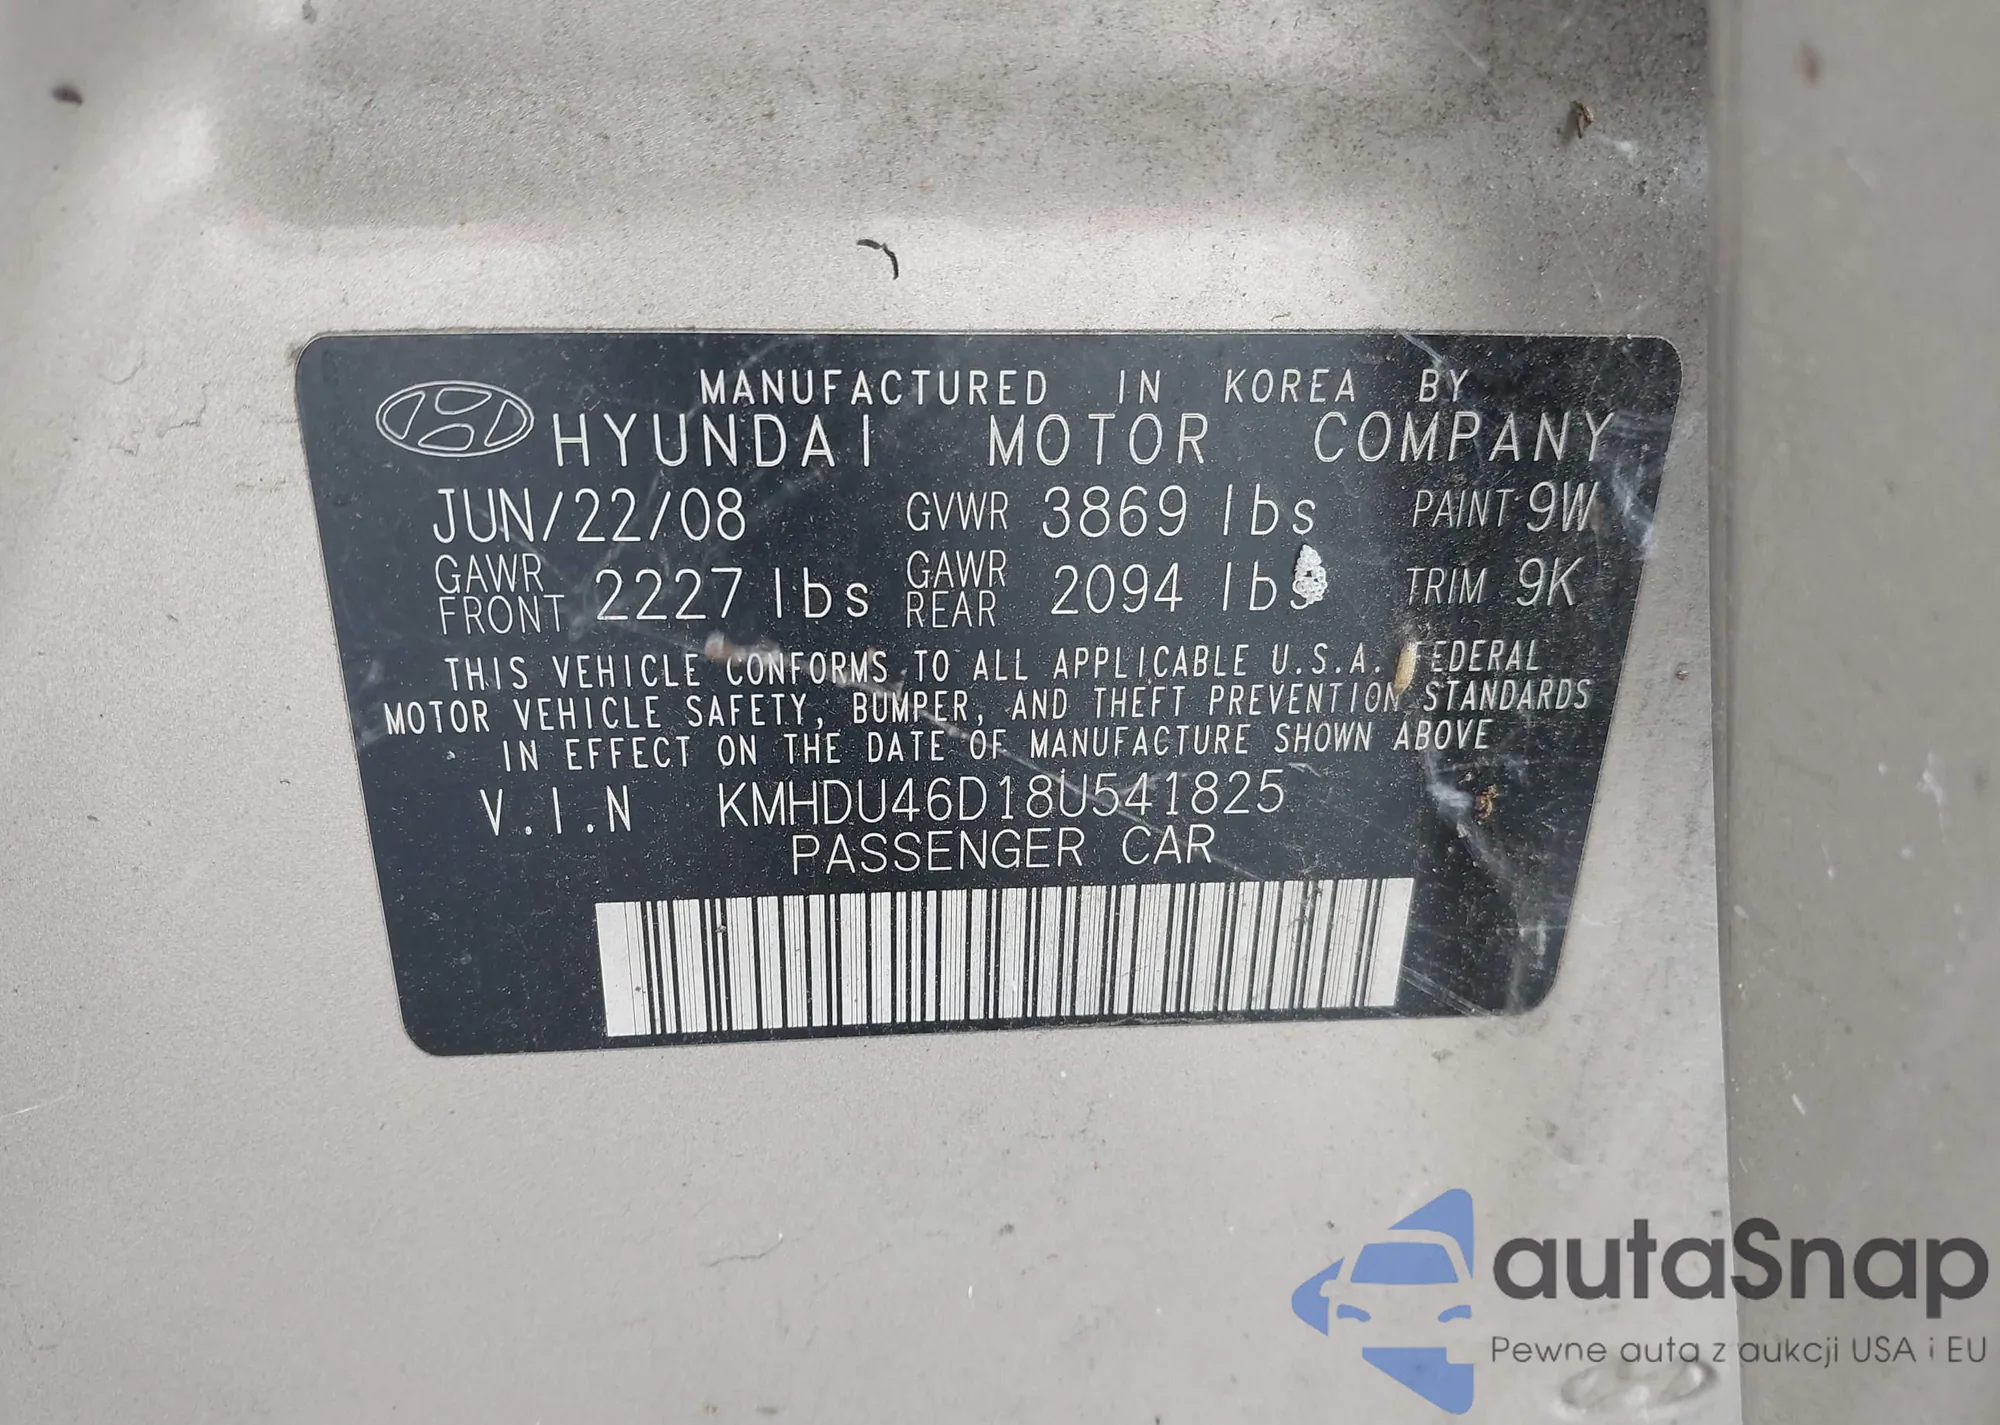 MANUFACTURED IN KOREA BY
HYUNDAI MOTOR COMPANY
JUN/22/08 GVWR 3869 lbs PAINT 9W
GAWR FRONT 2227 lbs GAWR REAR 2094 lbs TRIM 9K
THIS VEHICLE CONFORMS TO ALL APPLICABLE U.S.A. FEDERAL
MOTOR VEHICLE SAFETY, BUMPER, AND THEFT PREVENTION STANDARDS
IN EFFECT ON THE DATE OF MANUFACTURE SHOWN ABOVE
V.I.N KMHDU46D18U541825
PASSENGER CAR
autaSnap
Pewne auta z aukcji USA i EU